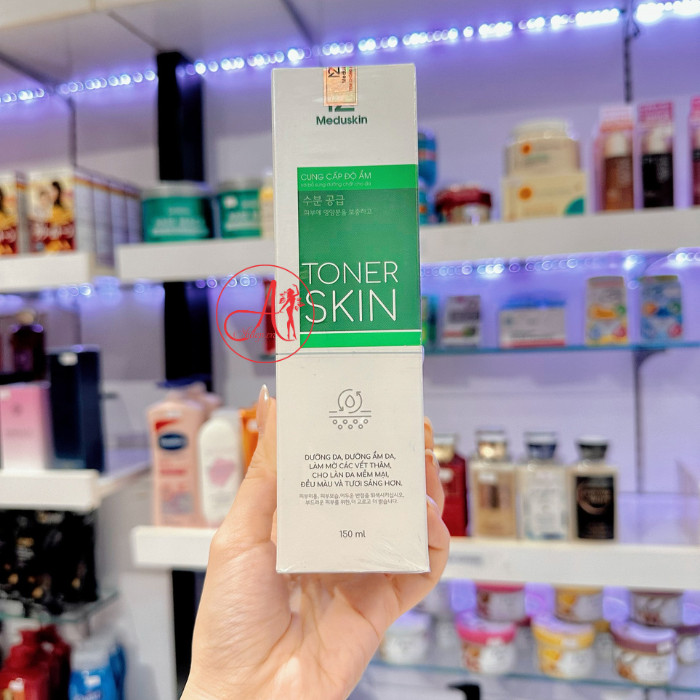 Meduskin
CUNG CẤP ĐỘ ẨM
수분 공급
TONER
SKIN
DƯỠNG DA, DƯỠNG ẨM DA,
LÀM MỜ CÁC VẾT THÂM,
CHO LÀN DA MỀM MẠI,
ĐỀU MÀU VÀ TƯƠI SÁNG HƠN.
150 ml
Vaseline